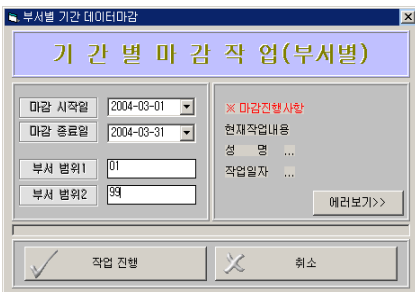 부서별 기간 데이터마감
기 간 별 마 감 작 업(부서별)
마감 시작일 2004-03-01
마감 종료일 2004-03-31
부서 범위1 01
부서 범위2 99
※ 마감진행사항
현재작업내용
성 명 ...
작업일자 ...
에러보기>>
작업 진행
취소